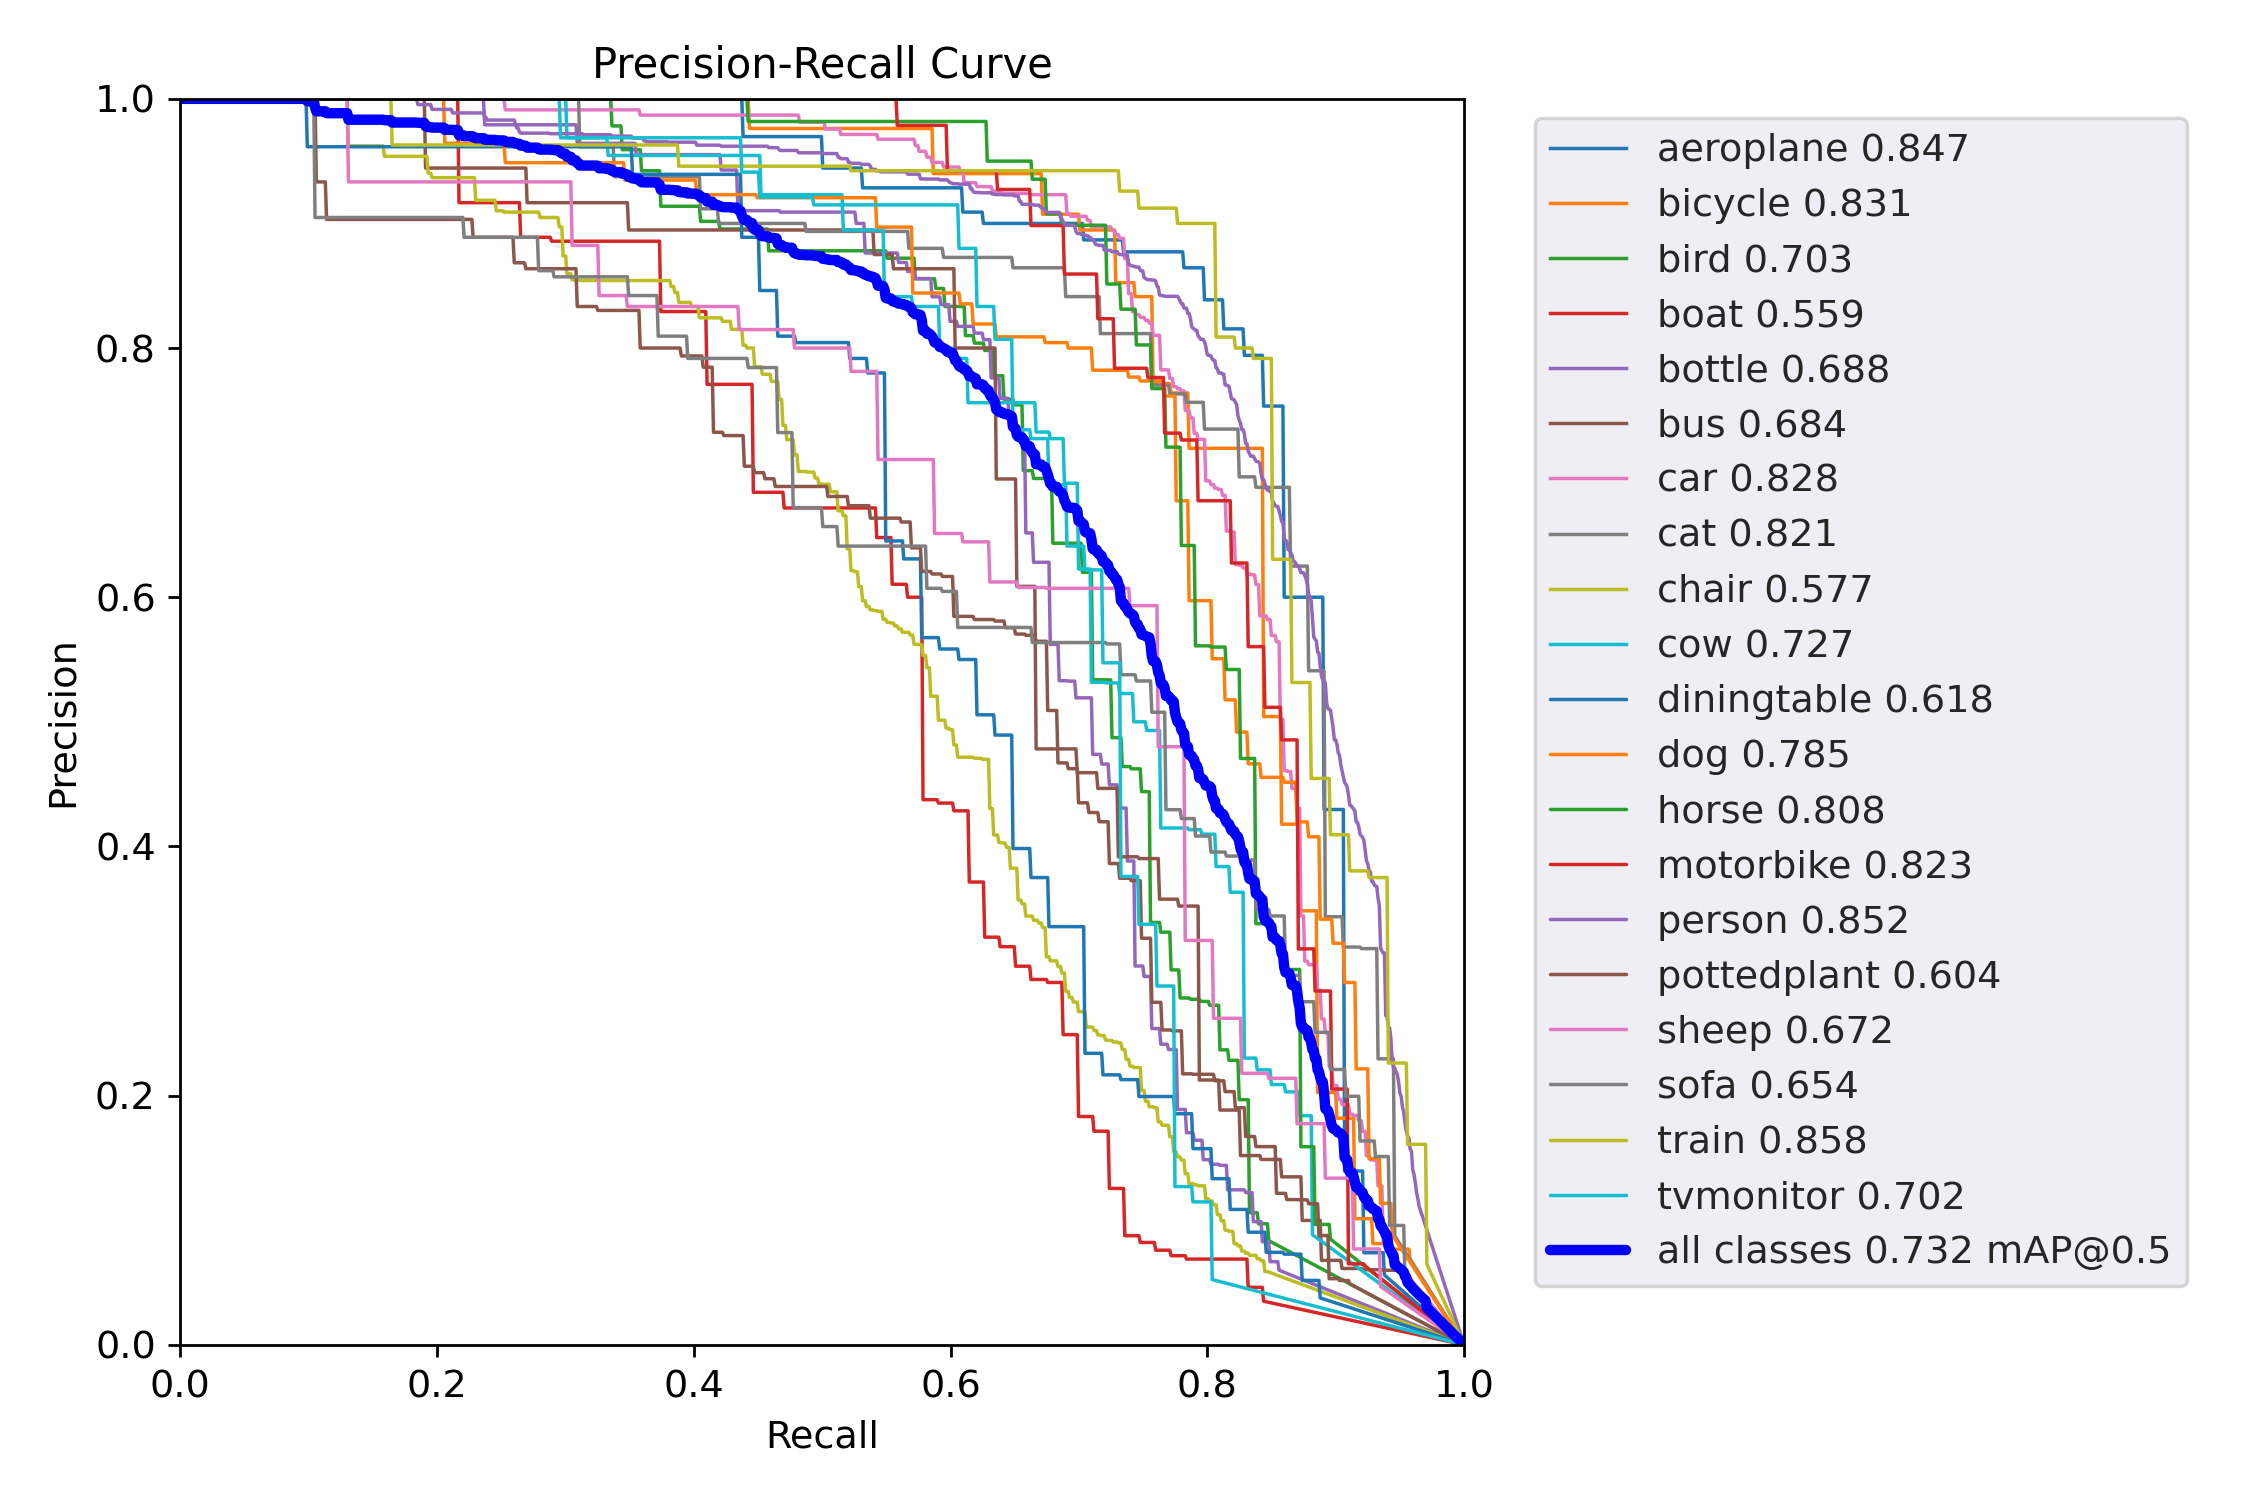 Precision-Recall Curve
1.0
0.8
0.6
0.4
0.2
0.0
Precision
0.0 0.2 0.4 0.6 0.8 1.0
Recall
aeroplane 0.847
bicycle 0.831
bird 0.703
boat 0.559
bottle 0.688
bus 0.684
car 0.828
cat 0.821
chair 0.577
cow 0.727
diningtable 0.618
dog 0.785
horse 0.808
motorbike 0.823
person 0.852
pottedplant 0.604
sheep 0.672
sofa 0.654
train 0.858
tvmonitor 0.702
all classes 0.732 mAP@0.5